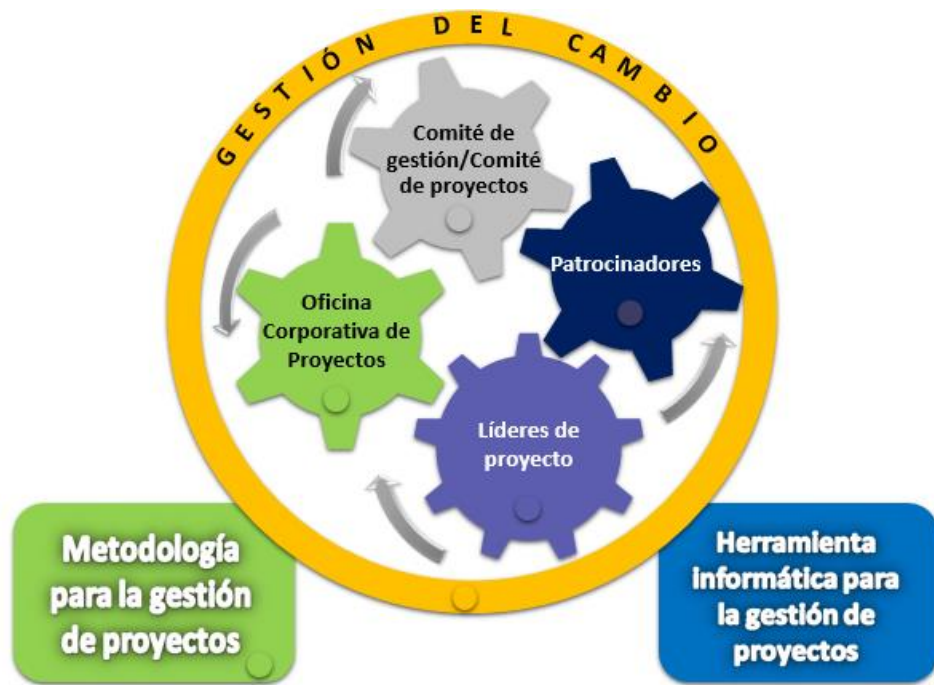 GESTIÓN DEL CAMBIO
Comité de
gestión/Comité
de proyectos
Patrocinadores
Oficina
Corporativa de
Proyectos
Líderes de
proyecto
Metodología
para la gestión
de proyectos
Herramienta
informática para
la gestión de
proyectos